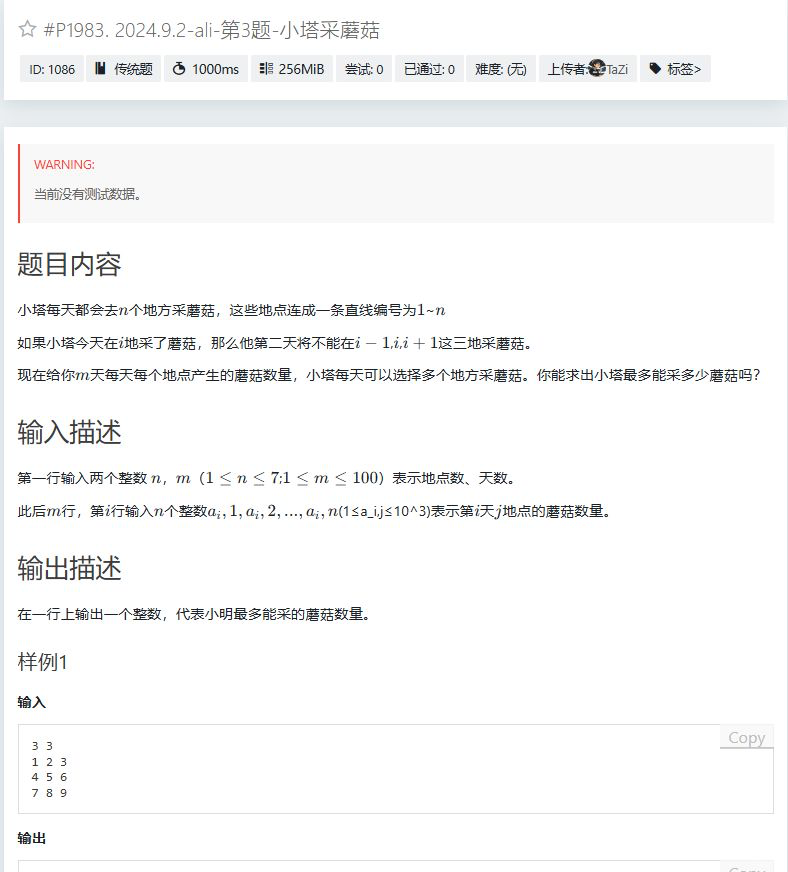 #P1983. 2024.9.2-ali-第3题-小塔采蘑菇
ID: 1086 传统题 1000ms 256MiB 尝试: 0 已通过: 0 难度: (无) 上传者: TaZi 标签>
WARNING:
当前没有测试数据。
题目内容
小塔每天都会去n个地方采蘑菇，这些地点连成一条直线编号为1~n
如果小塔今天在i地采了蘑菇，那么他第二天将不能在i − 1,i,i + 1这三地采蘑菇。
现在给你m天每天每个地点产生的蘑菇数量，小塔每天可以选择多个地方采蘑菇。你能求出小塔最多能采多少蘑菇吗？
输入描述
第一行输入两个整数 n，m（1 ≤ n ≤ 7;1 ≤ m ≤ 100）表示地点数、天数。
此后m行，第i行输入n个整数a_i, 1, a_i, 2, ..., a_i, n(1≤a_i,j≤10^3)表示第i天j地点的蘑菇数量。
输出描述
在一行上输出一个整数，代表小明最多能采的蘑菇数量。
样例1
输入
Copy
3 3
1 2 3
4 5 6
7 8 9
输出
Copy